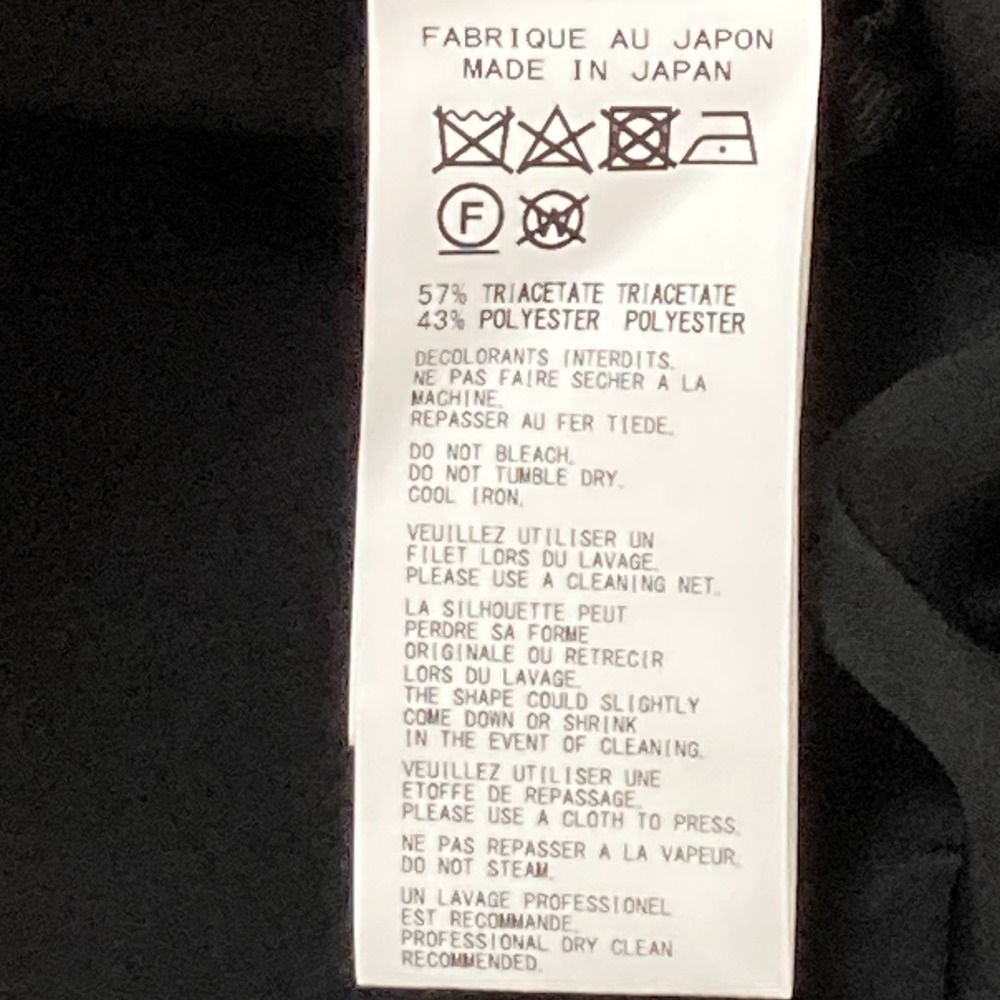 FABRIQUE AU JAPON
MADE IN JAPAN
F
W
57% TRIACETATE TRIACETATE
43% POLYESTER POLYESTER
DECOLORANTS INTERDITS.
NE PAS FAIRE SECHER A LA
MACHINE.
REPASSER AU FER TIEDE.
DO NOT BLEACH.
DO NOT TUMBLE DRY.
COOL IRON.
VEUILLEZ UTILISER UN
FILET LORS DU LAVAGE.
PLEASE USE A CLEANING NET.
LA SILHOUETTE PEUT
PERDRE SA FORME
ORIGINALE OU RETRECIR
LORS DU LAVAGE.
THE SHAPE COULD SLIGHTLY
COME DOWN OR SHRINK
IN THE EVENT OF CLEANING.
VEUILLEZ UTILISER UNE
ETOFFE DE REPASSAGE.
PLEASE USE A CLOTH TO PRESS.
NE PAS REPASSER A LA VAPEUR.
DO NOT STEAM.
UN LAVAGE PROFESSIONEL
EST RECOMMANDE.
PROFESSIONAL DRY CLEAN
RECOMMENDED.